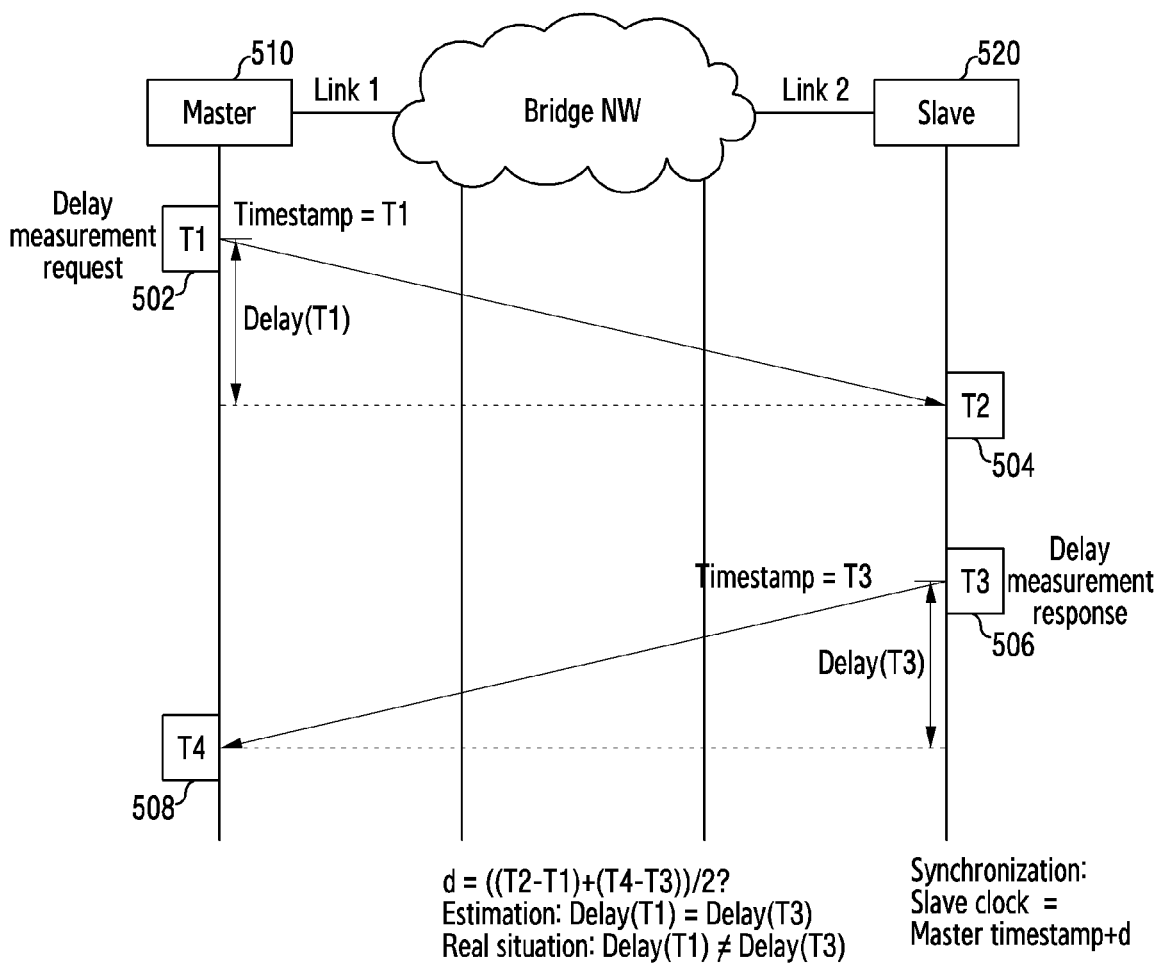 510
520
Master
Link 1
Bridge NW
Link 2
Slave
Delay
measurement
request
T1
Timestamp = T1
502
Delay(T1)
T2
504
Timestamp = T3
T3
Delay
measurement
response
506
Delay(T3)
T4
508
d = ((T2-T1)+(T4-T3))/2?
Estimation: Delay(T1) = Delay(T3)
Real situation: Delay(T1) ≠ Delay(T3)
Synchronization:
Slave clock =
Master timestamp+d